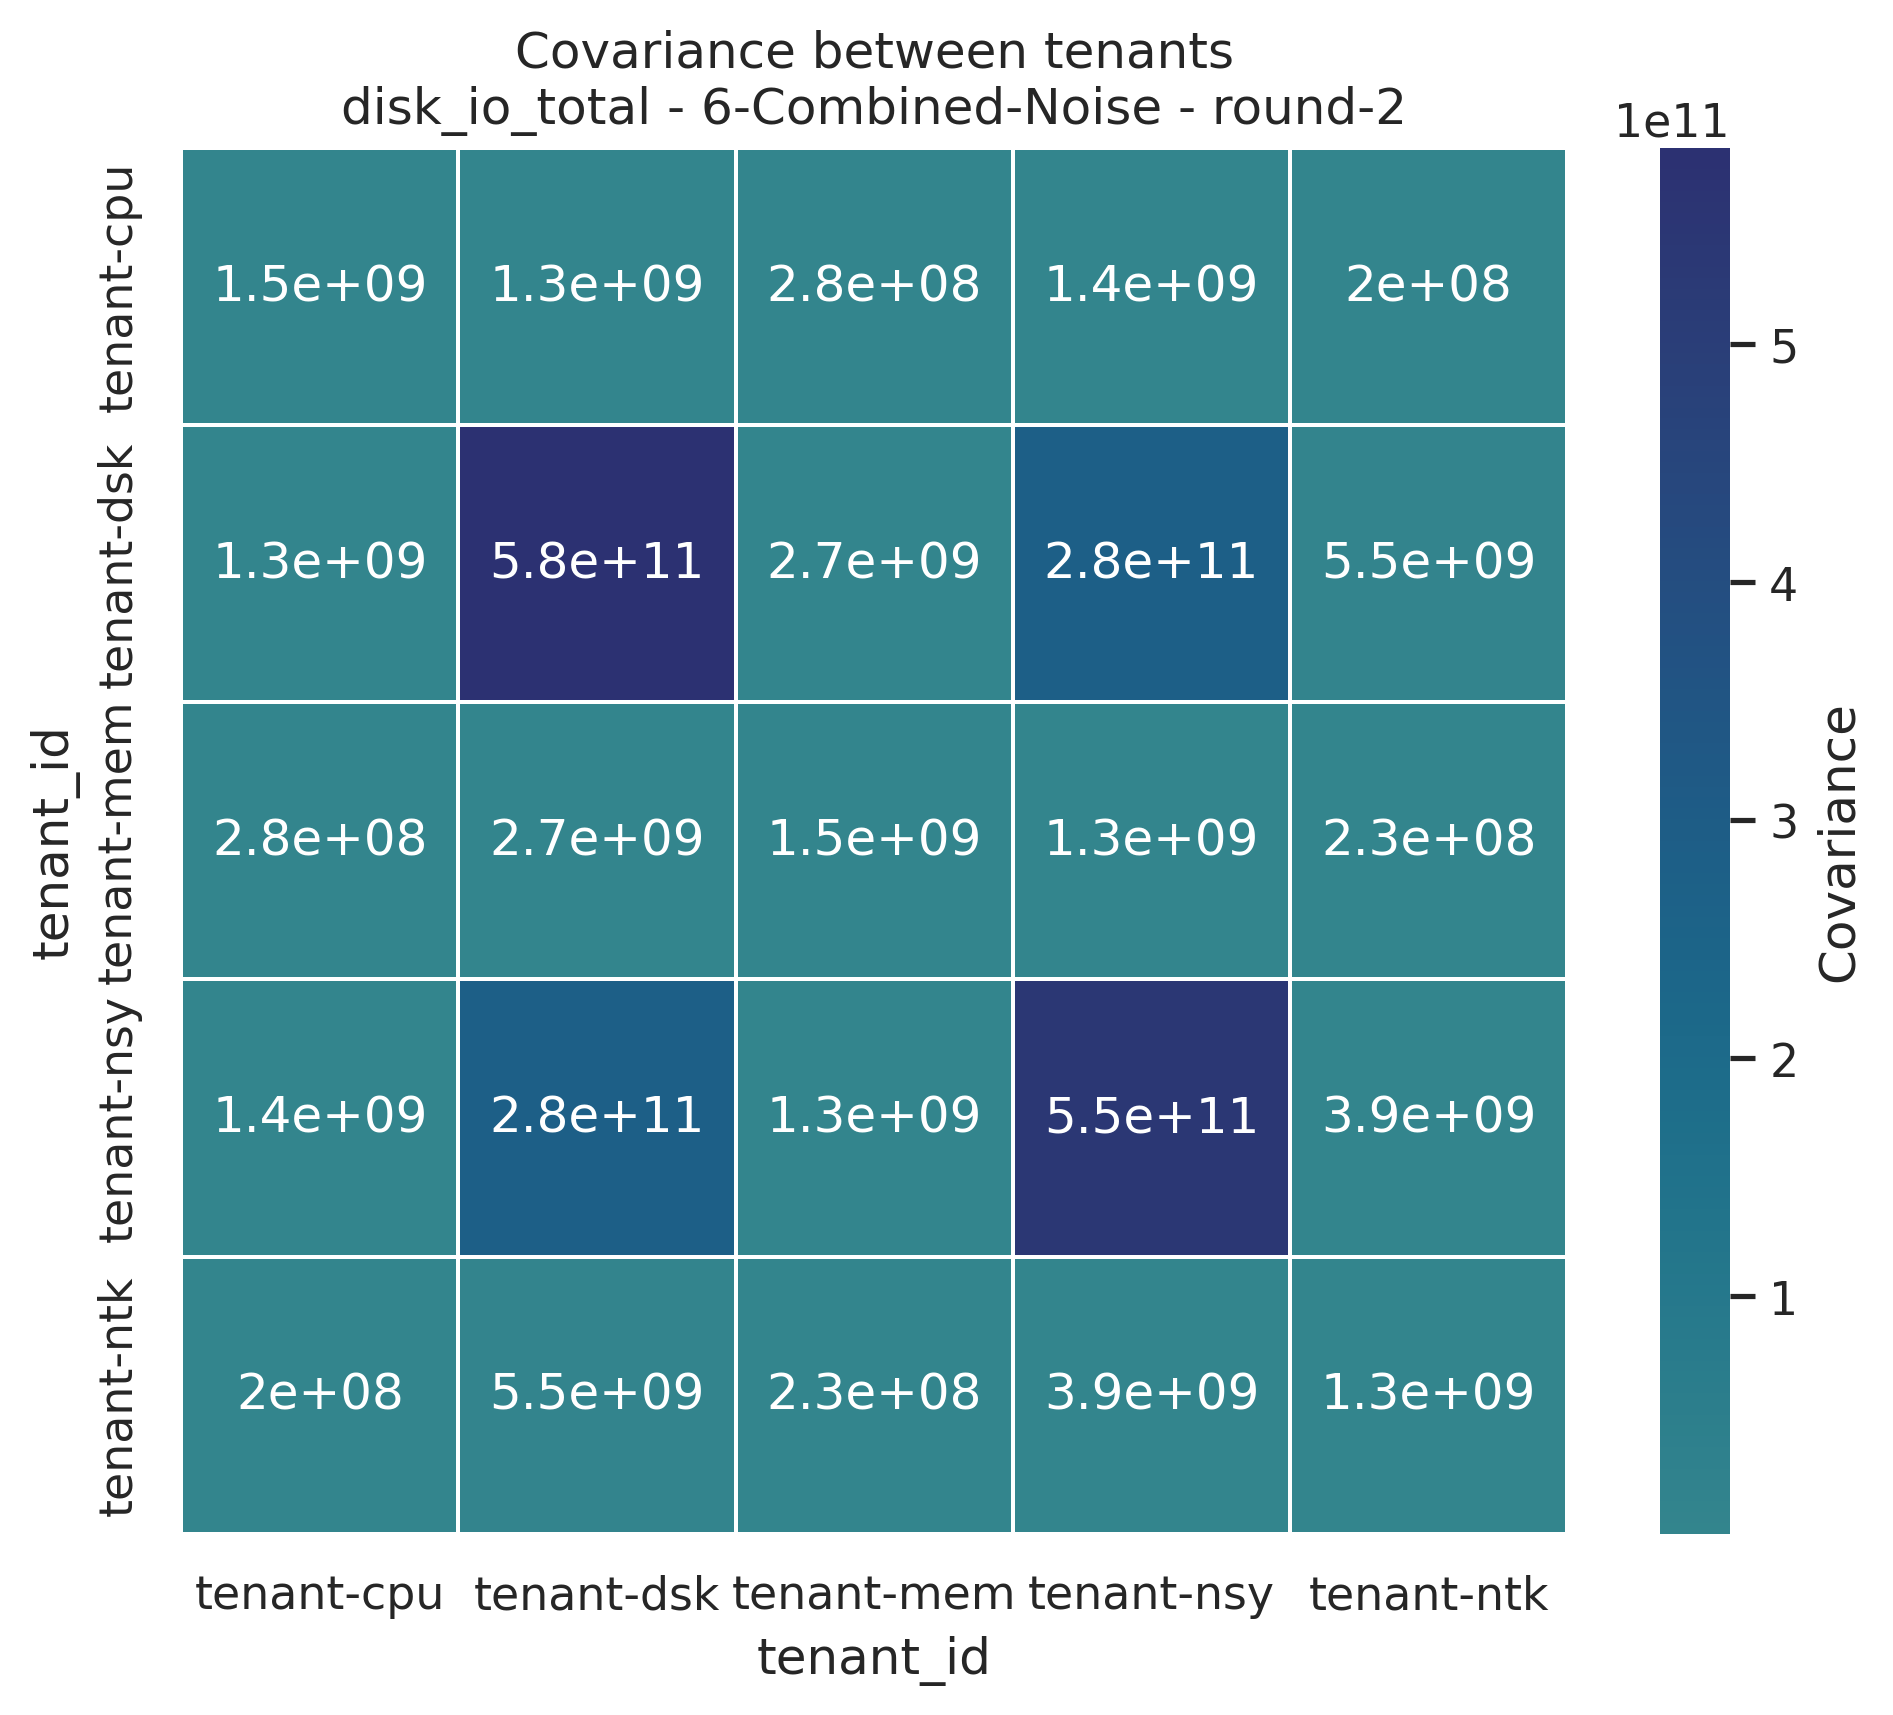 Covariance between tenants
disk_io_total - 6-Combined-Noise - round-2
1e11
tenant-cpu
1.5e+09 1.3e+09 2.8e+08 1.4e+09 2e+08
tenant-dsk
1.3e+09 5.8e+11 2.7e+09 2.8e+11 5.5e+09
tenant-mem
2.8e+08 2.7e+09 1.5e+09 1.3e+09 2.3e+08
tenant-nsy
1.4e+09 2.8e+11 1.3e+09 5.5e+11 3.9e+09
tenant-ntk
2e+08 5.5e+09 2.3e+08 3.9e+09 1.3e+09
tenant_id
tenant-cpu tenant-dsk tenant-mem tenant-nsy tenant-ntk
tenant_id
5
4
3
2
1
Covariance